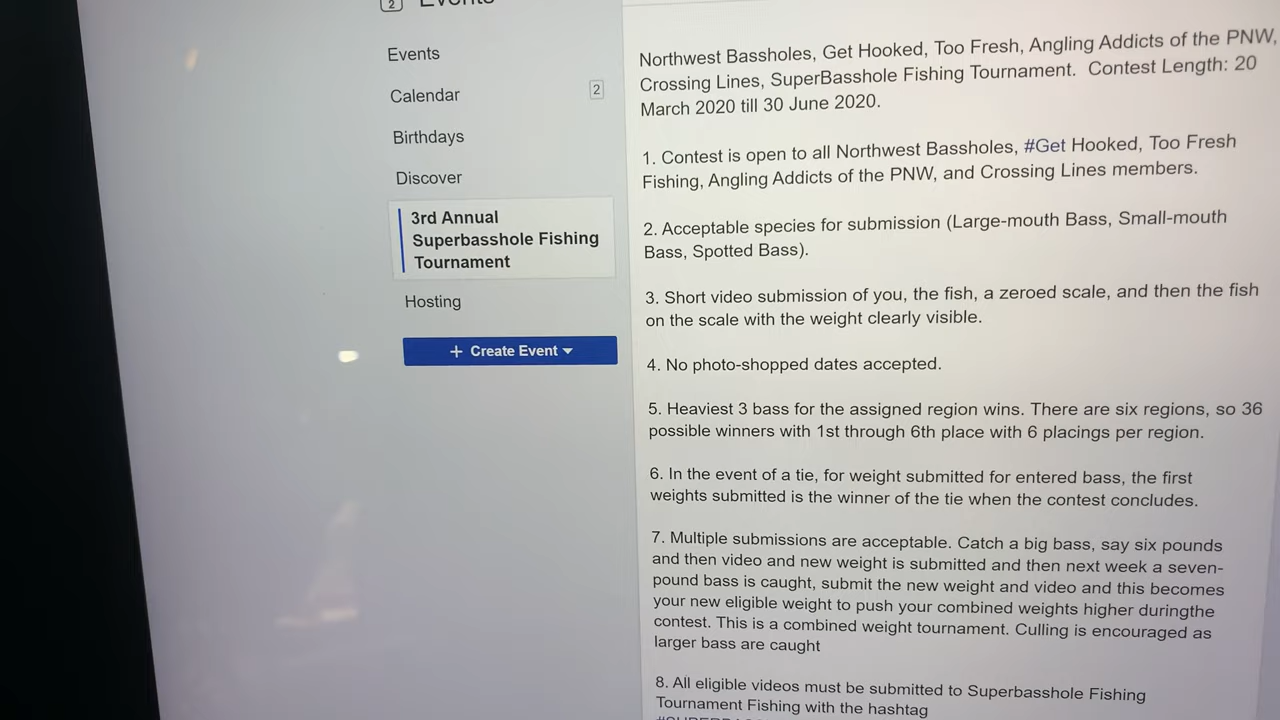 2 Events
Events
Calendar 2
Birthdays
Discover
3rd Annual
Superbasshole Fishing
Tournament
Hosting
+ Create Event
Northwest Bassholes, Get Hooked, Too Fresh, Angling Addicts of the PNW,
Crossing Lines, SuperBasshole Fishing Tournament. Contest Length: 20
March 2020 till 30 June 2020.
1. Contest is open to all Northwest Bassholes, #Get Hooked, Too Fresh
Fishing, Angling Addicts of the PNW, and Crossing Lines members.
2. Acceptable species for submission (Large-mouth Bass, Small-mouth
Bass, Spotted Bass).
3. Short video submission of you, the fish, a zeroed scale, and then the fish
on the scale with the weight clearly visible.
4. No photo-shopped dates accepted.
5. Heaviest 3 bass for the assigned region wins. There are six regions, so 36
possible winners with 1st through 6th place with 6 placings per region.
6. In the event of a tie, for weight submitted for entered bass, the first
weights submitted is the winner of the tie when the contest concludes.
7. Multiple submissions are acceptable. Catch a big bass, say six pounds
and then video and new weight is submitted and then next week a seven-
pound bass is caught, submit the new weight and video and this becomes
your new eligible weight to push your combined weights higher duringthe
contest. This is a combined weight tournament. Culling is encouraged as
larger bass are caught
8. All eligible videos must be submitted to Superbasshole Fishing
Tournament Fishing with the hashtag